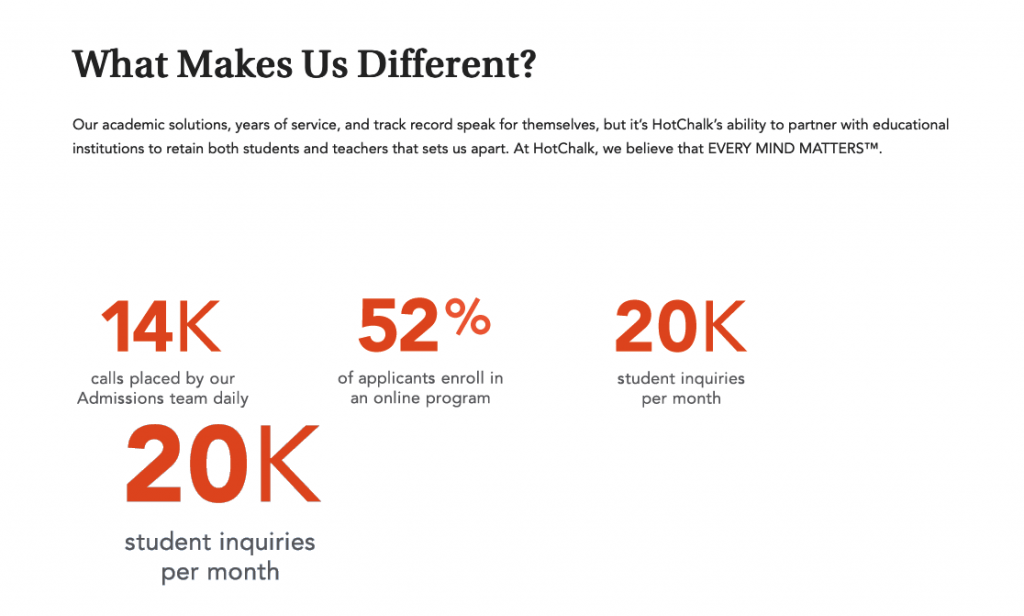 What Makes Us Different?
Our academic solutions, years of service, and track record speak for themselves, but it’s HotChalk’s ability to partner with educational
institutions to retain both students and teachers that sets us apart. At HotChalk, we believe that EVERY MIND MATTERS™.
14K
calls placed by our
Admissions team daily
52%
of applicants enroll in
an online program
20K
student inquiries
per month
20K
student inquiries
per month